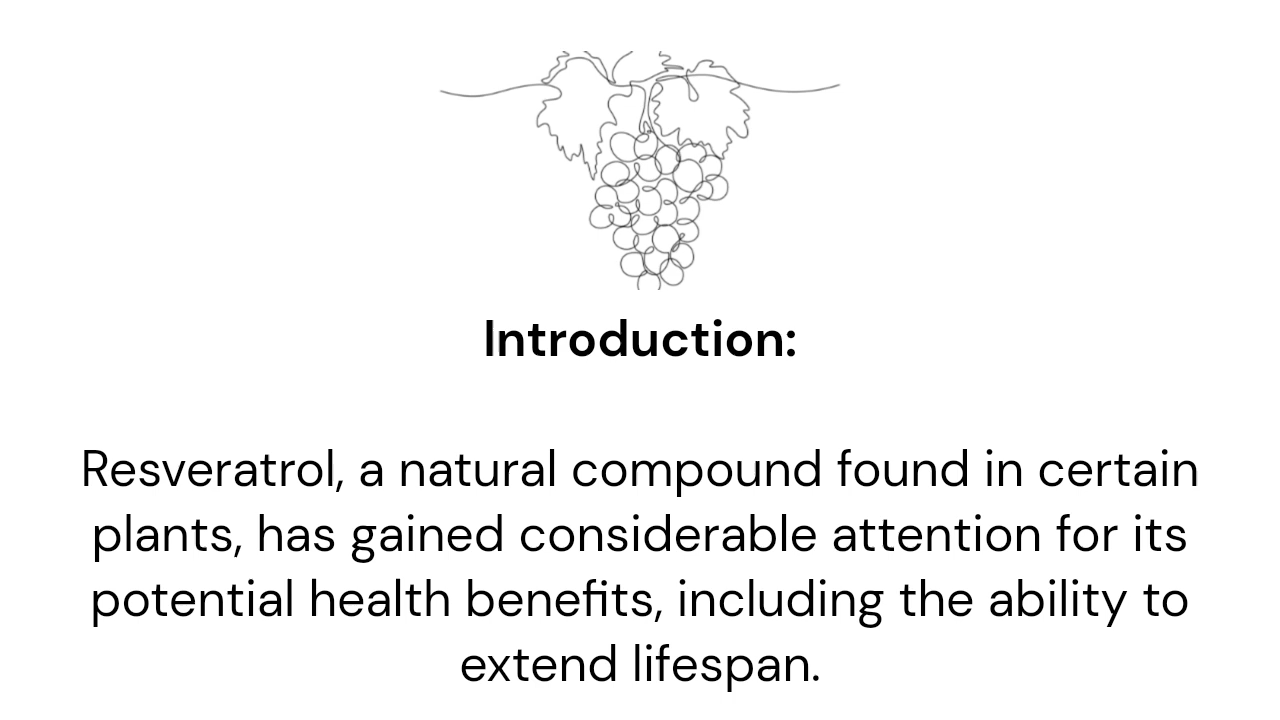 Introduction:
Resveratrol, a natural compound found in certain
plants, has gained considerable attention for its
potential health benefits, including the ability to
extend lifespan.